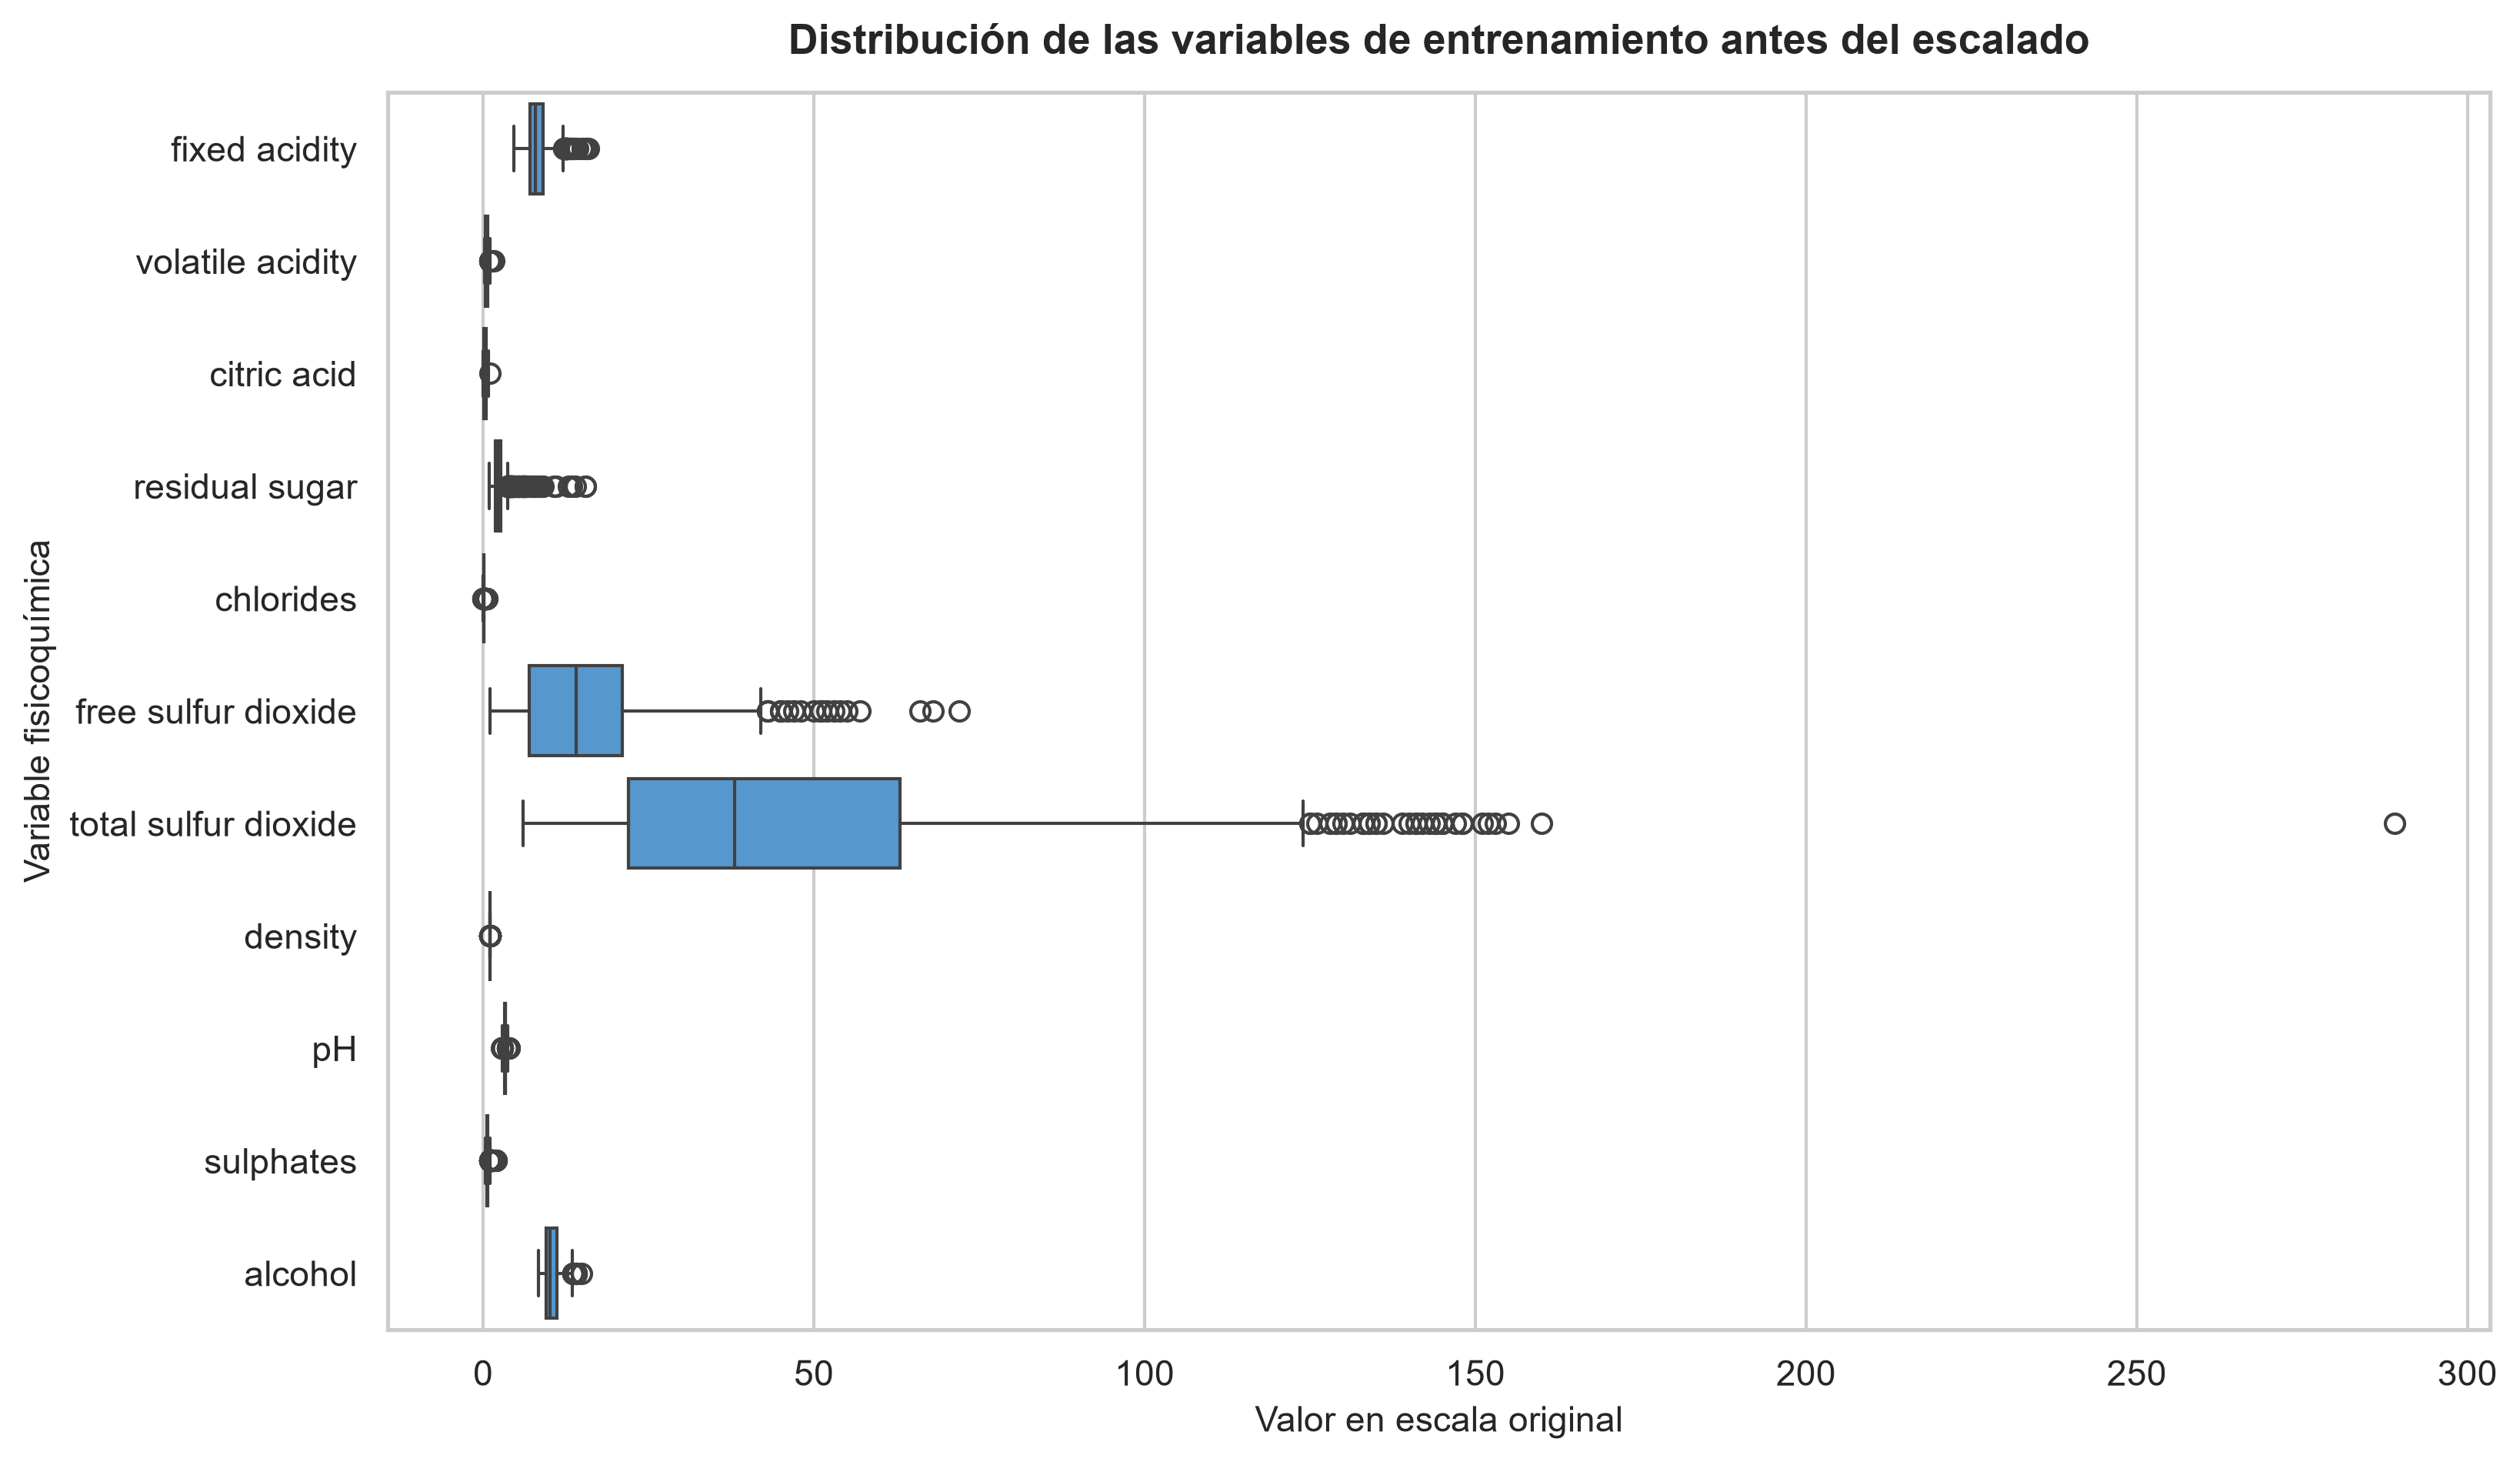 Distribución de las variables de entrenamiento antes del escalado
Variable fisicoquímica
fixed acidity
volatile acidity
citric acid
residual sugar
chlorides
free sulfur dioxide
total sulfur dioxide
density
pH
sulphates
alcohol
0 50 100 150 200 250 300
Valor en escala original